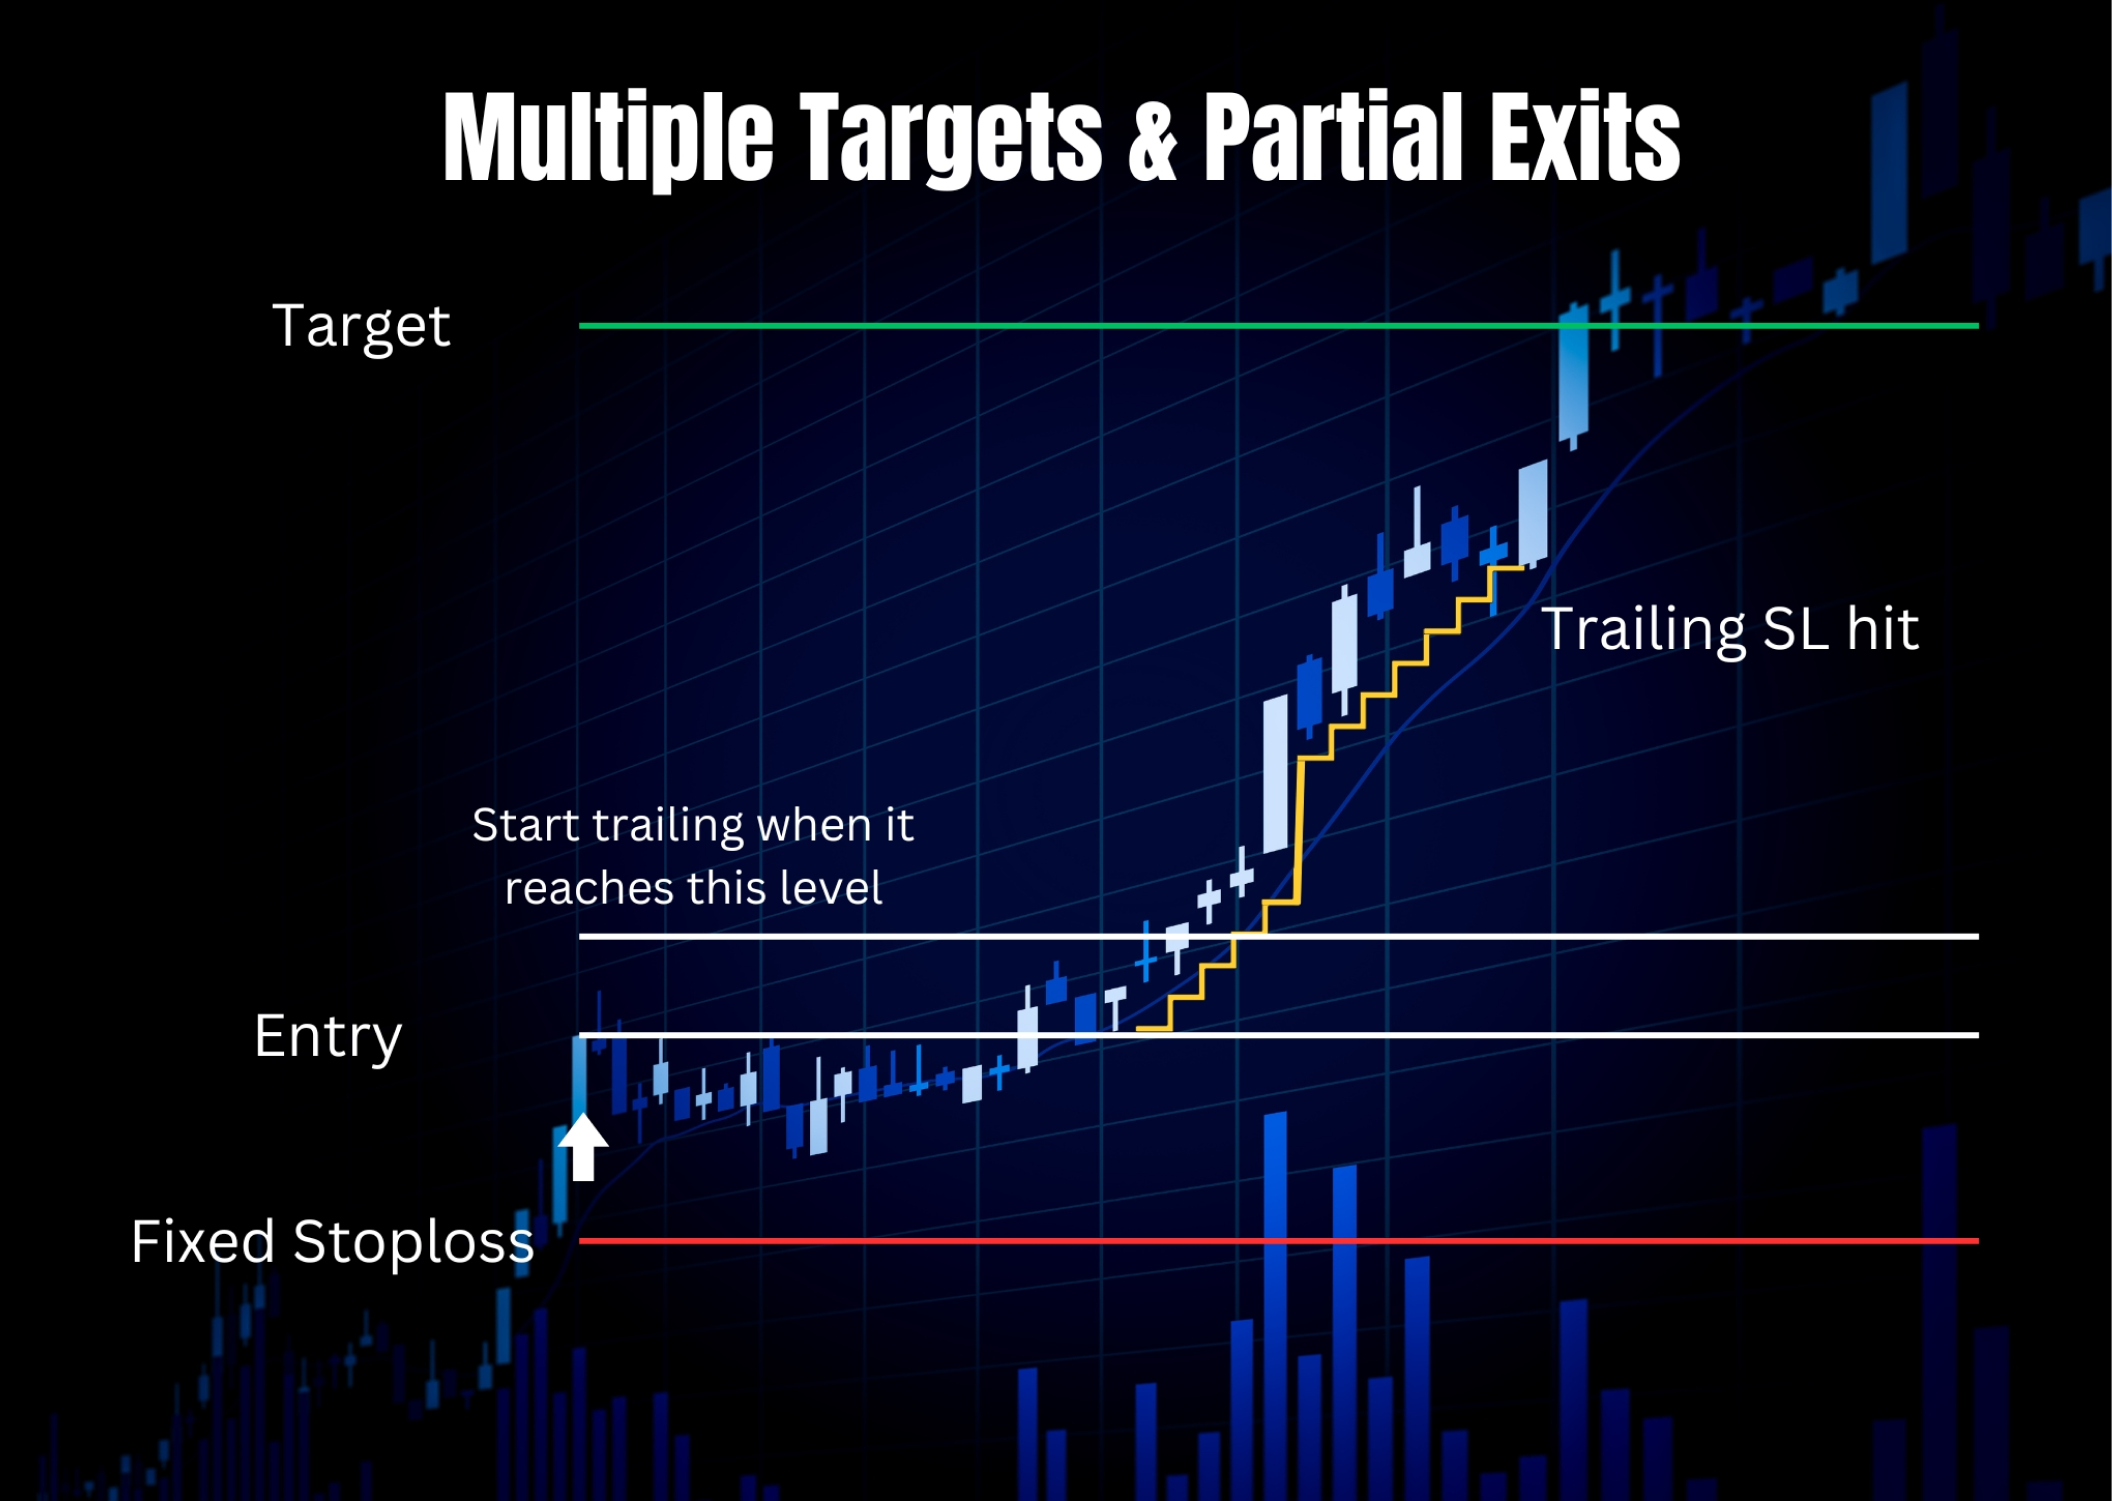 Multiple Targets & Partial Exits
Target
Trailing SL hit
Start trailing when it
reaches this level
Entry
Fixed Stoploss